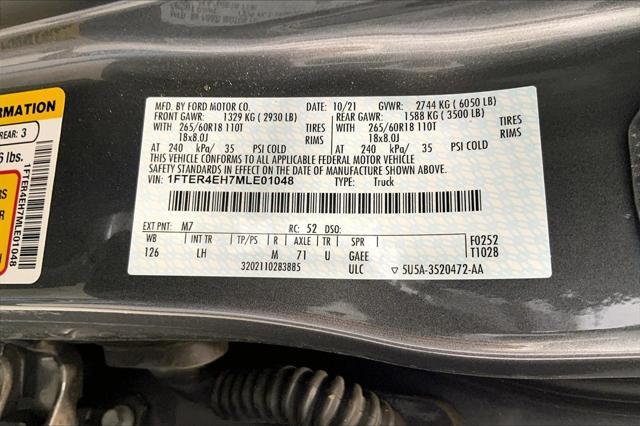 ORMATION
REAR: 3
6 lbs.
1FTER4EH7MLE01048
MFD. BY FORD MOTOR CO. DATE: 10/21 GVWR: 2744 KG ( 6050 LB)
FRONT GAWR: 1329 KG ( 2930 LB) REAR GAWR: 1588 KG ( 3500 LB)
265/60R18 110T TIRES 265/60R18 110T TIRES
18x8.0J RIMS 18x8.0J RIMS
AT 240 kPa/ 35 PSI COLD AT 240 kPa/ 35 PSI COLD
THIS VEHICLE CONFORMS TO ALL APPLICABLE FEDERAL MOTOR VEHICLE
SAFETY STANDARDS IN EFFECT ON THE DATE OF MANUFACTURE SHOWN ABOVE.
VIN: 1FTER4EH7MLE01048 TYPE: Truck
EXT PNT: M7 RC: 52 DSO:
WB INT TR TP/PS R AXLE TR SPR F0252
126 LH M 71 U GAEE T1028
ULC 5U5A-3520472-AA